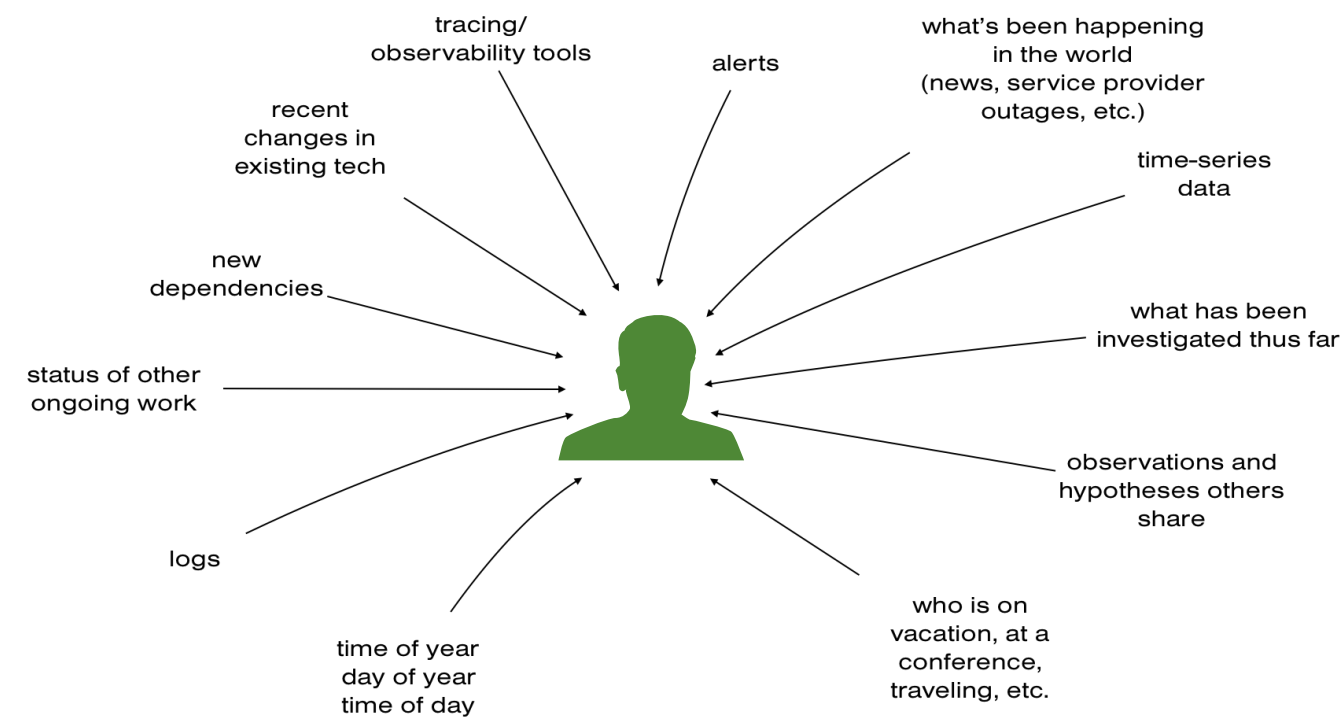 tracing/
observability tools
alerts
what's been happening
in the world
(news, service provider
outages, etc.)
recent
changes in
existing tech
time-series
data
new
dependencies
what has been
investigated thus far
status of other
ongoing work
observations and
hypotheses others
share
logs
who is on
vacation, at a
conference,
traveling, etc.
time of year
day of year
time of day